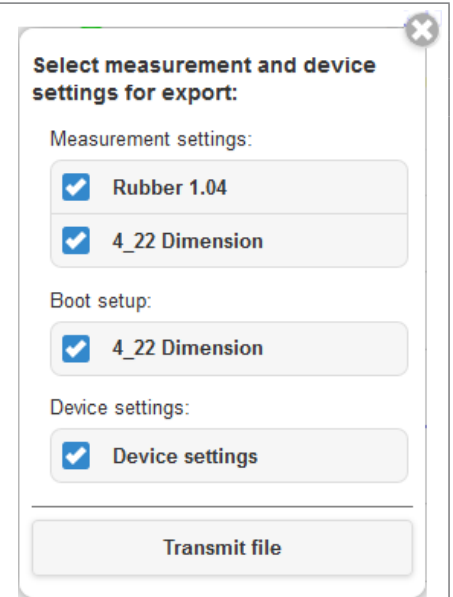 Select measurement and device
settings for export:
Measurement settings:
Rubber 1.04
4_22 Dimension
Boot setup:
4_22 Dimension
Device settings:
Device settings
Transmit file